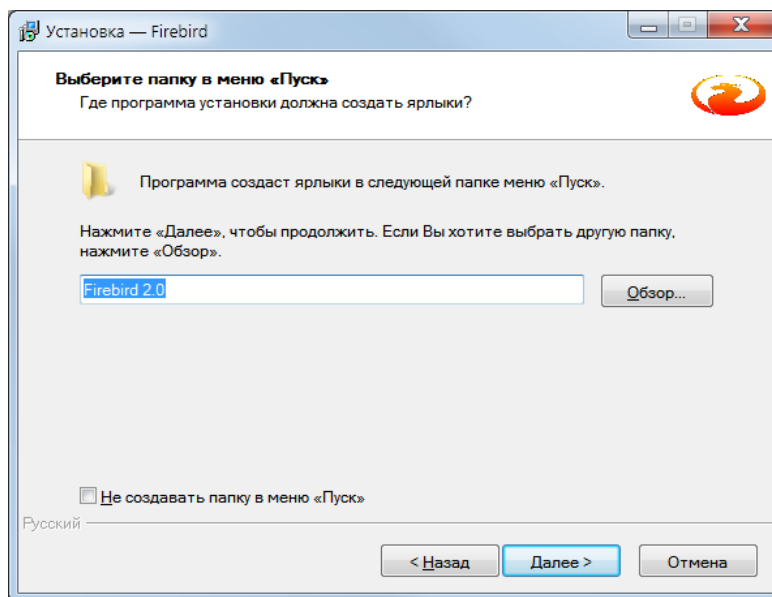 Установка — Firebird
Выберите папку в меню «Пуск»
Где программа установки должна создать ярлыки?
Программа создаст ярлыки в следующей папке меню «Пуск».
Нажмите «Далее», чтобы продолжить. Если Вы хотите выбрать другую папку,
нажмите «Обзор».
Firebird 2.0
Обзор...
Не создавать папку в меню «Пуск»
Русский
< Назад
Далее >
Отмена